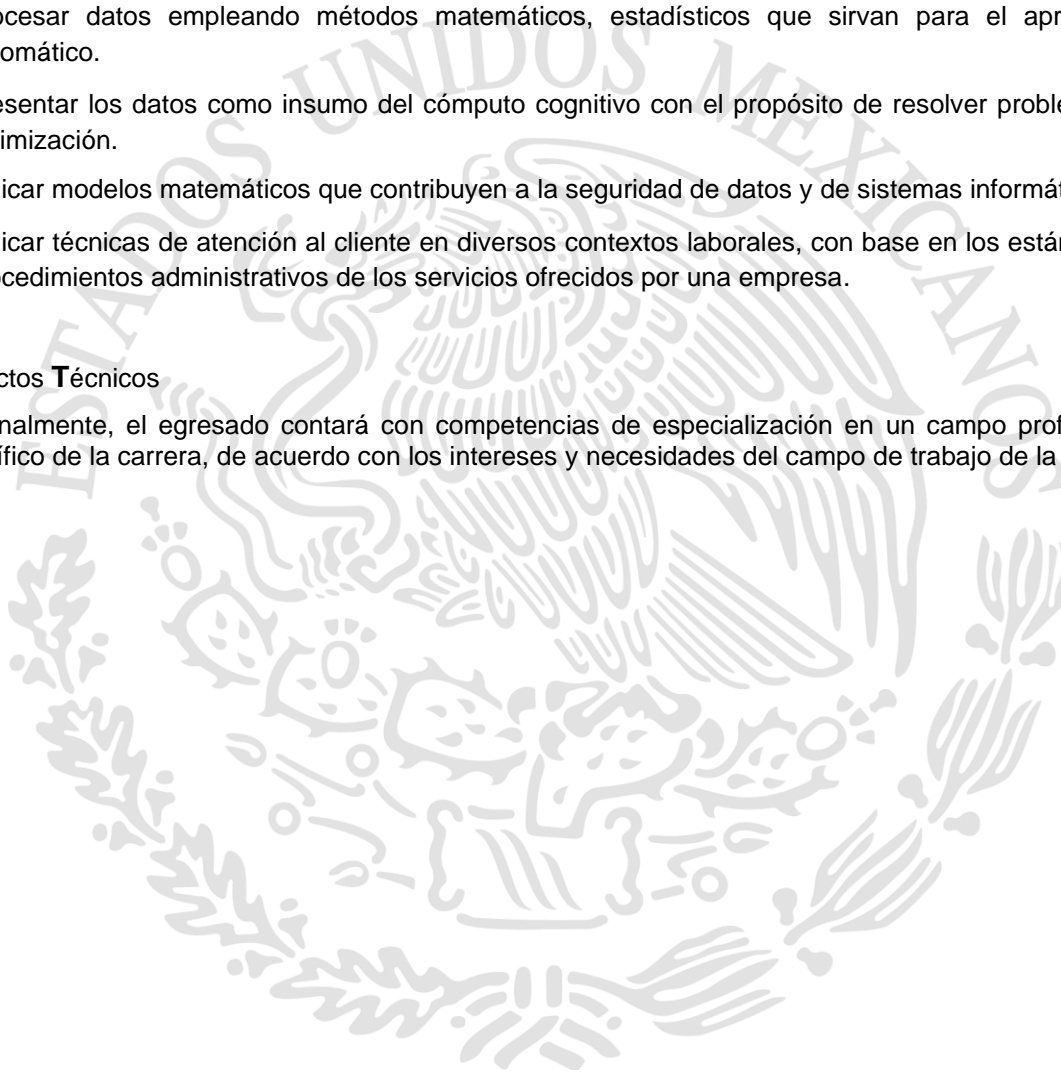 ocesar datos empleando métodos matemáticos, estadísticos que sirvan para el apr
omático.
esentar los datos como insumo del cómputo cognitivo con el propósito de resolver proble
imización.
icar modelos matemáticos que contribuyen a la seguridad de datos y de sistemas informát
icar técnicas de atención al cliente en diversos contextos laborales, con base en los están
ocedimientos administrativos de los servicios ofrecidos por una empresa.
ctos Técnicos
nalmente, el egresado contará con competencias de especialización en un campo prof
ífico de la carrera, de acuerdo con los intereses y necesidades del campo de trabajo de la
ESTADOS UNIDOS MEXICANOS